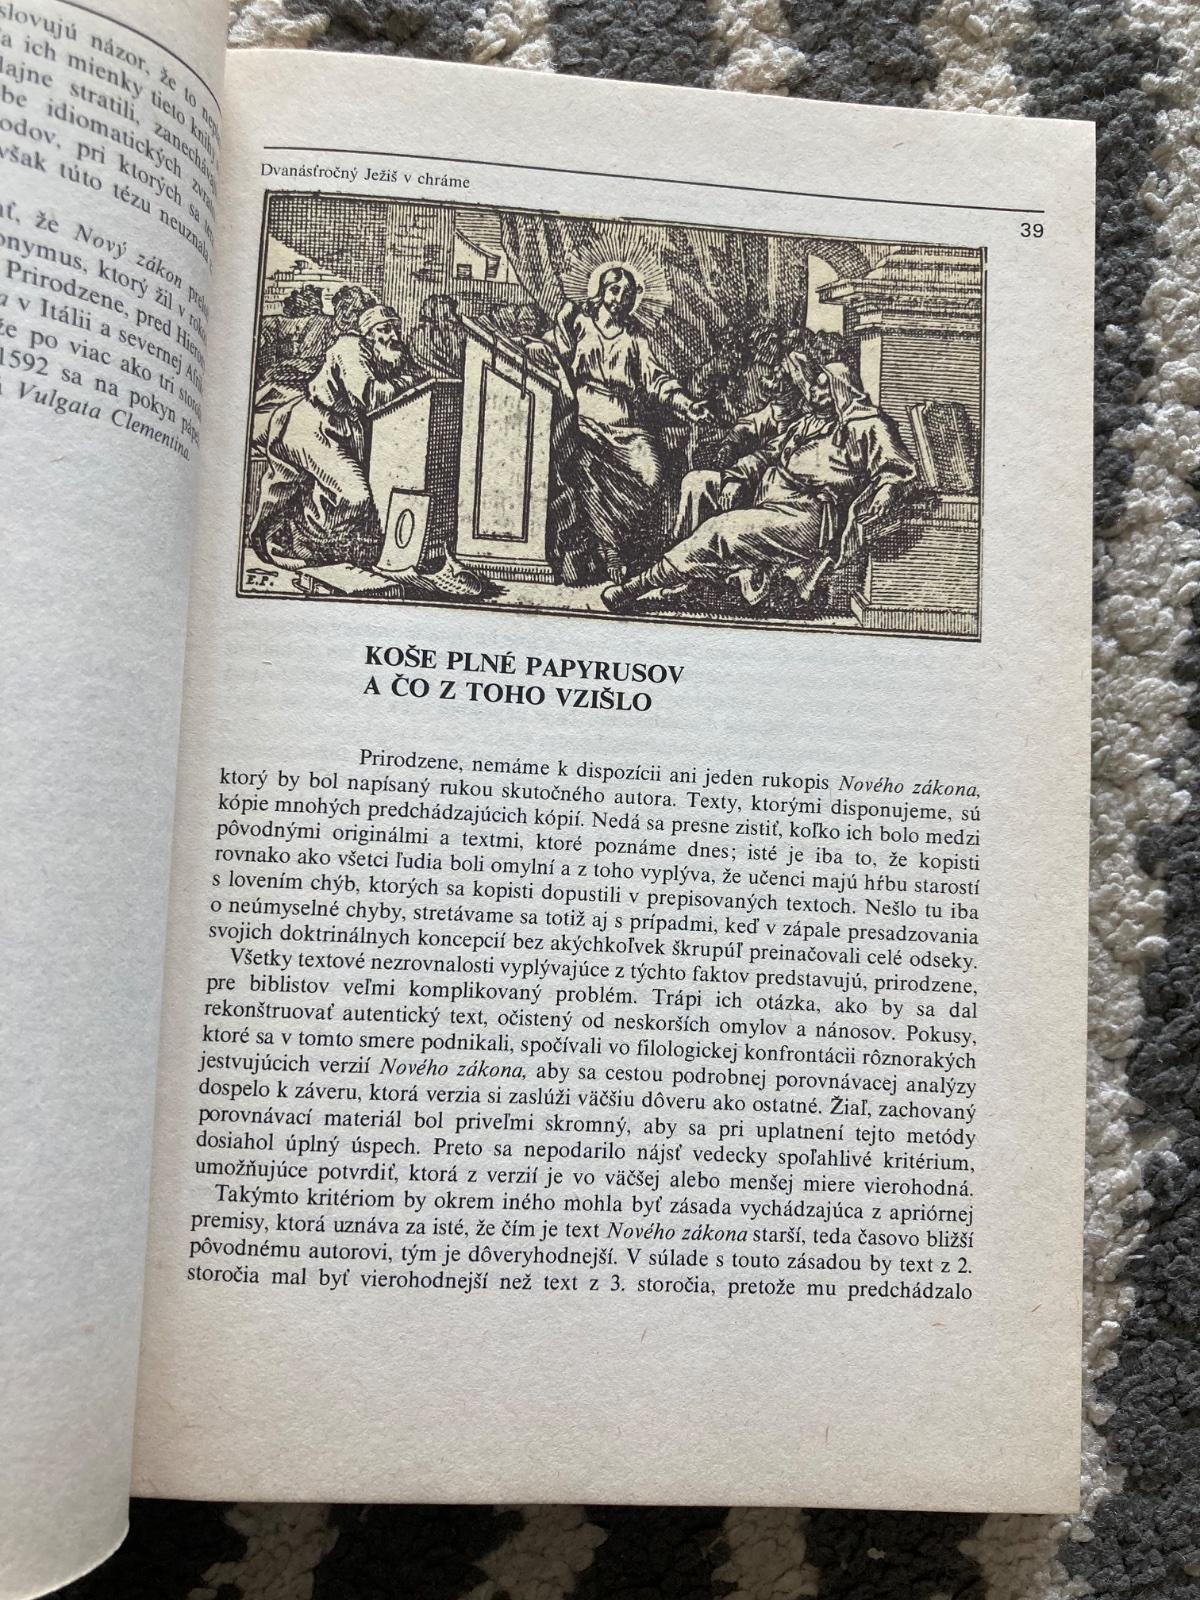 slovujú názor, že to
a ich mienky tieto knihy
stratili,
idiomatických
pri ktorých sa
však túto tézu neuznala
že Nový zákon
ktorý žil v
Prirodzene, pred
v Itálii a severnej
po viac ako tri
1592 sa na pokyn
Vulgata Clementina.
Dvanásťročný Ježiš v chráme
39
E.P.
KOŠE PLNÉ PAPYRUSOV
A ČO Z TOHO VZIŠLO
Prirodzene, nemáme k dispozícii ani jeden rukopis Nového zákona,
ktorý by bol napísaný rukou skutočného autora. Texty, ktorými disponujeme, sú
kópie mnohých predchádzajúcich kópií. Nedá sa presne zistiť, koľko ich bolo medzi
pôvodnými originálmi a textmi, ktoré poznáme dnes; isté je iba to, že kopisti
rovnako ako všetci ľudia boli omylní a z toho vyplýva, že učenci majú hŕbu starostí
s lovením chýb, ktorých sa kopisti dopustili v prepisovaných textoch. Nešlo tu iba
o neúmyselné chyby, stretávame sa totiž aj s prípadmi, keď v zápale presadzovania
svojich doktrinálnych koncepcií bez akýchkoľvek škrupúľ preinačovali celé odseky.
Všetky textové nezrovnalosti vyplývajúce z týchto faktov predstavujú, prirodzene,
pre biblistov veľmi komplikovaný problém. Trápi ich otázka, ako by sa dal
rekonštruovať autentický text, očistený od neskorších omylov a nánosov. Pokusy,
ktoré sa v tomto smere podnikali, spočívali vo filologickej konfrontácii rôznorakých
jestvujúcich verzií Nového zákona, aby sa cestou podrobnej porovnávacej analýzy
dospelo k záveru, ktorá verzia si zaslúži väčšiu dôveru ako ostatné. Žiaľ, zachovaný
porovnávací materiál bol priveľmi skromný, aby sa pri uplatnení tejto metódy
dosiahol úplný úspech. Preto sa nepodarilo nájsť vedecky spoľahlivé kritérium,
umožňujúce potvrdiť, ktorá z verzií je vo väčšej alebo menšej miere vierohodná.
Takýmto kritériom by okrem iného mohla byť zásada vychádzajúca z apriórnej
premisy, ktorá uznáva za isté, že čím je text Nového zákona starší, teda časovo bližší
pôvodnému autorovi, tým je dôveryhodnejší. V súlade s touto zásadou by text z 2.
storočia mal byť vierohodnejší než text z 3. storočia, pretože mu predchádzalo